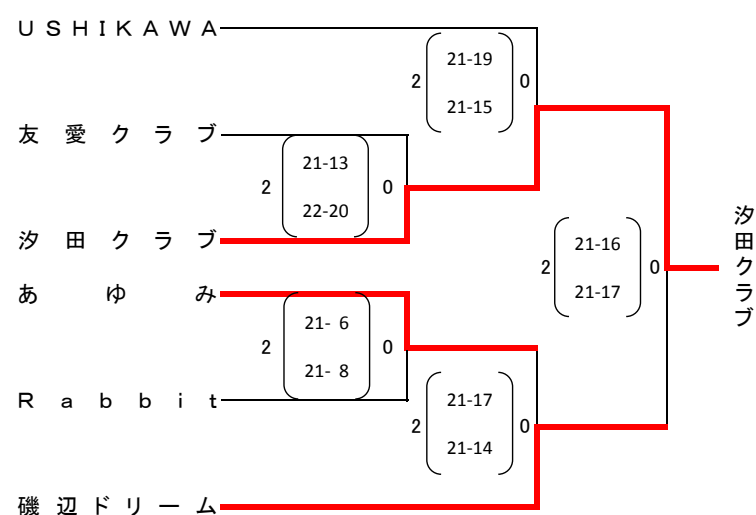 ＵＳＨＩＫＡＷＡ
2 21-19 0
21-15
友愛クラブ
2 21-13 0
22-20
汐田クラブ
2 21-16 0
21-17
汐田クラブ
あゆみ
2 21- 6 0
21- 8
Ｒａｂｂｉｔ
2 21-17 0
21-14
磯辺ドリーム